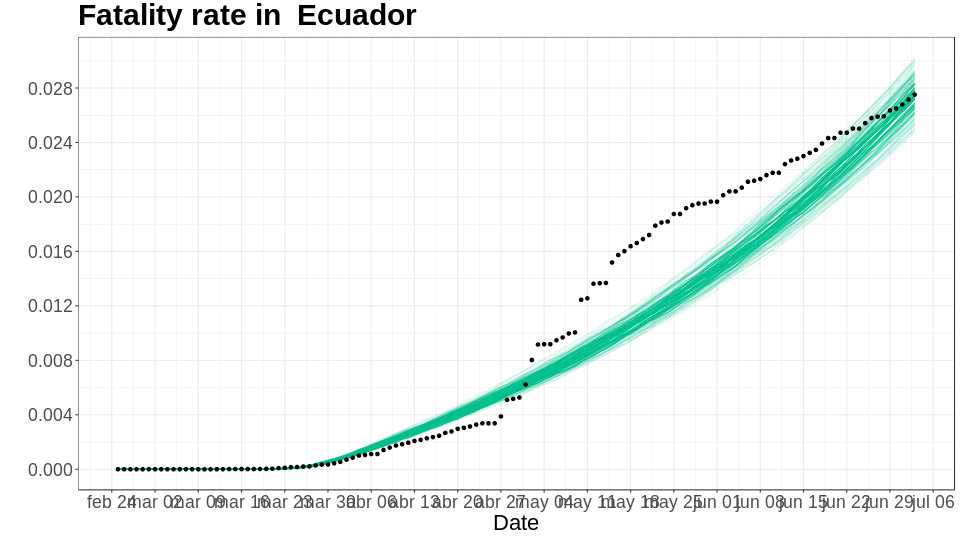 Fatality rate in  Ecuador
0.028
0.024
0.020
0.016
0.012
0.008
0.004
0.000
feb 24 mar 02 mar 09 mar 16 mar 23 mar 30 abr 06 abr 13 abr 20 abr 27 may 04 may 11 may 18 may 25 jun 01 jun 08 jun 15 jun 22 jun 29 jul 06
Date